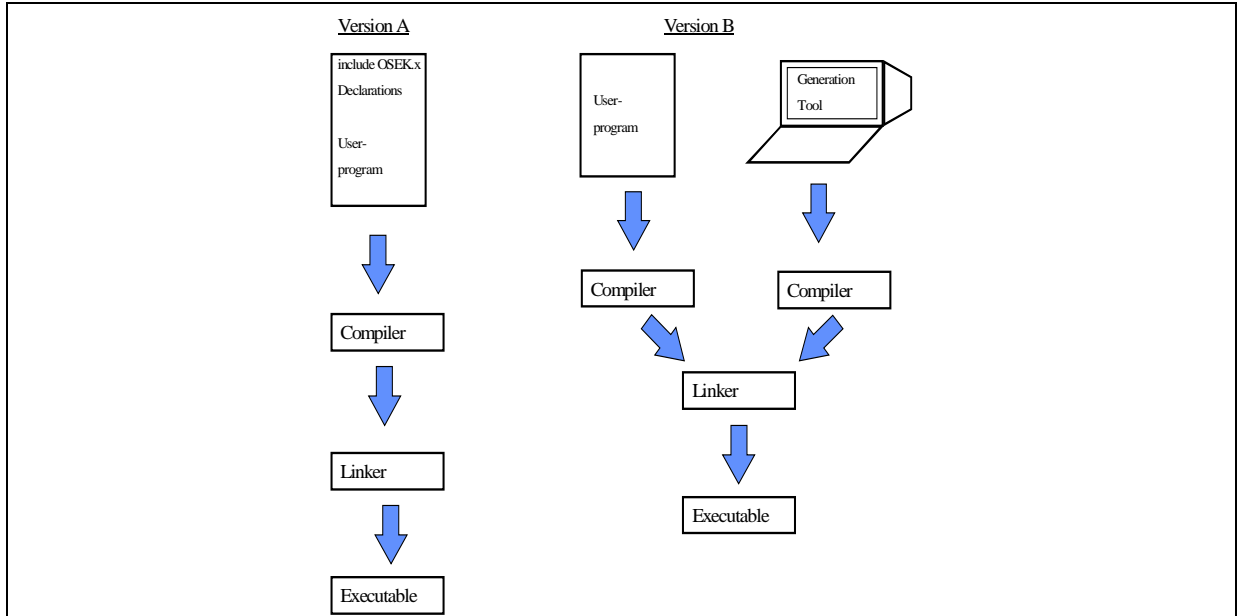 Version A
include OSEK.x
Declarations
User-
program
Compiler
Linker
Executable
Version B
User-
program
Generation
Tool
Compiler
Compiler
Linker
Executable